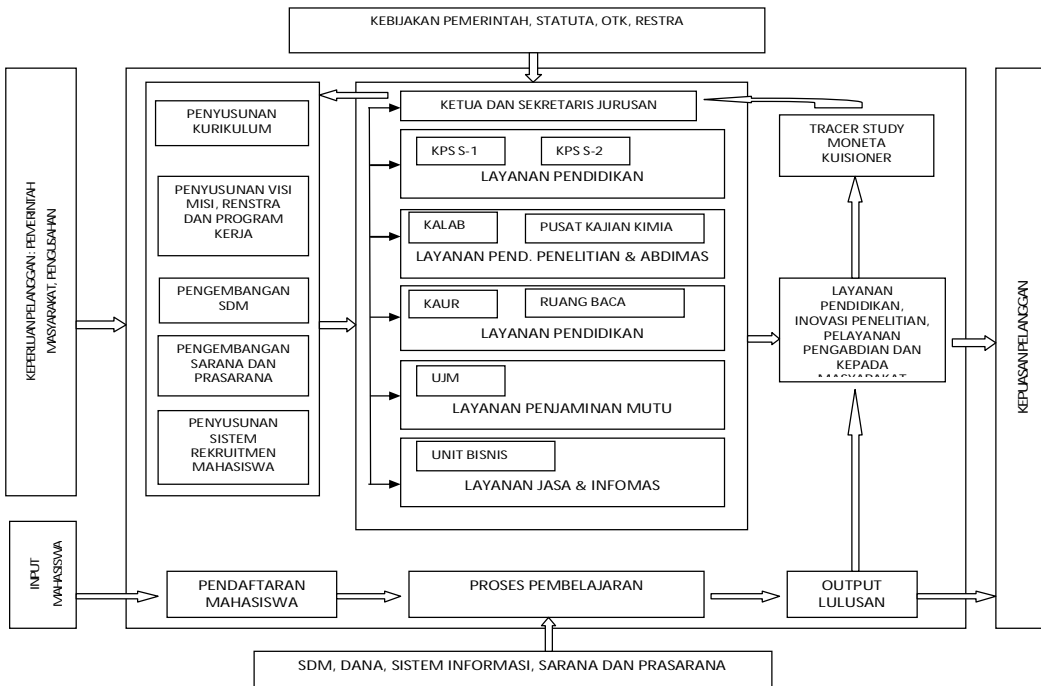 KEBIJAKAN PEMERINTAH, STATUTA, OTK, RESTRA
KEPERLUAN PELANGGAN : PEMERINTAH
MASYARAKAT, PENGUSAHAN
PENYUSUNAN
KURIKULUM
PENYUSUNAN VISI
MISI, RENSTRA
DAN PROGRAM
KERJA
PENGEMBANGAN
SDM
PENGEMBANGAN
SARANA DAN
PRASARANA
PENYUSUNAN
SISTEM
REKRUITMEN
MAHASISWA
KETUA DAN SEKRETARIS JURUSAN
KPS S-1
KPS S-2
LAYANAN PENDIDIKAN
KALAB
PUSAT KAJIAN KIMIA
LAYANAN PEND. PENELITIAN & ABDIMAS
KAUR
RUANG BACA
LAYANAN PENDIDIKAN
UJM
LAYANAN PENJAMINAN MUTU
UNIT BISNIS
LAYANAN JASA & INFOMAS
TRACER STUDY
MONETA
KUISIONER
LAYANAN
PENDIDIKAN,
INOVASI PENELITIAN,
PELAYANAN
PENGABDIAN DAN
KEPADA
MASYARAKAT
KEPUASAN PELANGGAN
INPUT
MAHASISWA
PENDAFTARAN
MAHASISWA
PROSES PEMBELAJARAN
OUTPUT
LULUSAN
SDM, DANA, SISTEM INFORMASI, SARANA DAN PRASARANA